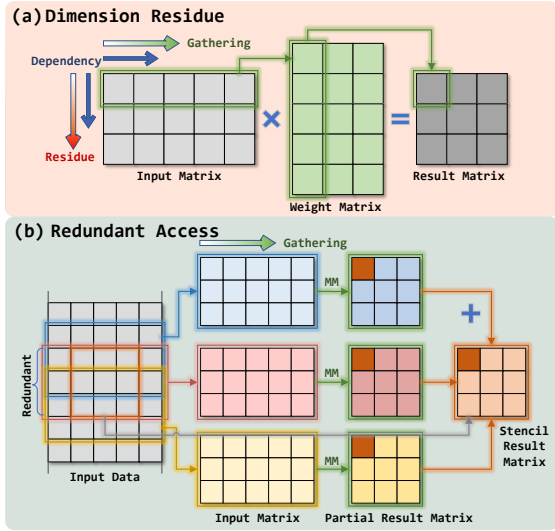 (a) Dimension Residue
Gathering
Dependency
Residue
×
=
Input Matrix
Weight Matrix
Result Matrix
(b) Redundant Access
Gathering
MM
+
Redundant
MM
Stencil
Result
Matrix
MM
Input Data
Input Matrix
Partial Result Matrix